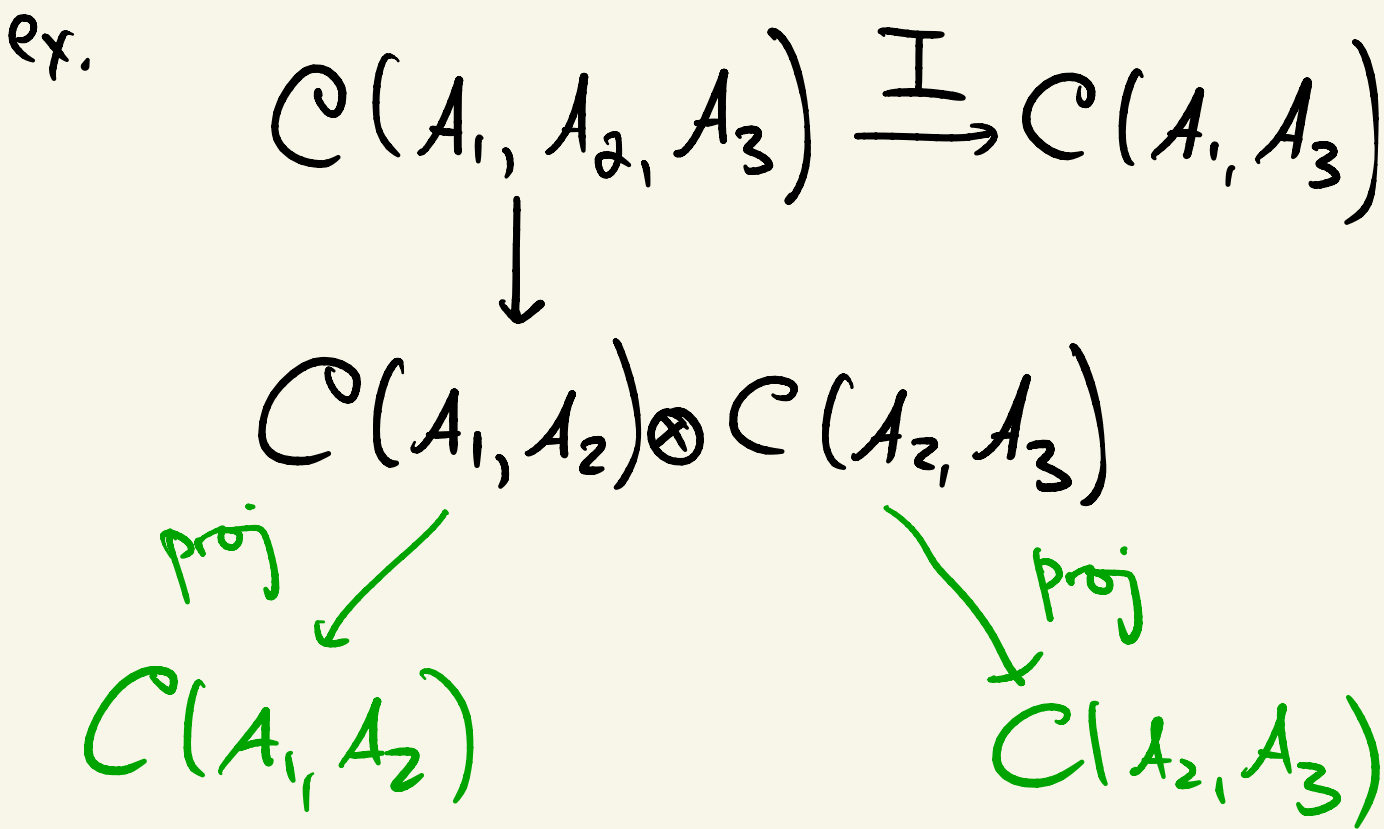 ex.
C(A₁, A₂, A₃) —I→ C(A₁, A₃)
↓
C(A₁, A₂) ⊗ C(A₂, A₃)
proj ↙ ↘ proj
C(A₁, A₂) C(A₂, A₃)